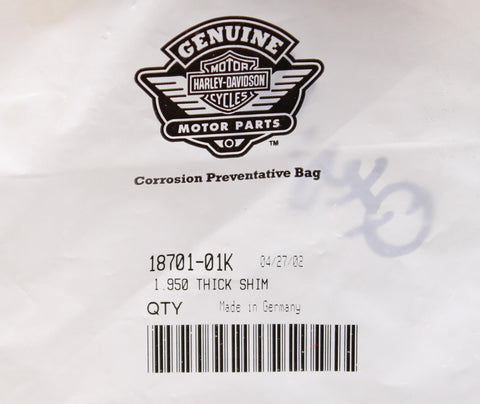 GENUINE
MOTOR
HARLEY-DAVIDSON
CYCLES
MOTOR PARTS
TM
Corrosion Preventative Bag
18701-01K 04/27/02
1.950 THICK SHIM
QTY Made in Germany